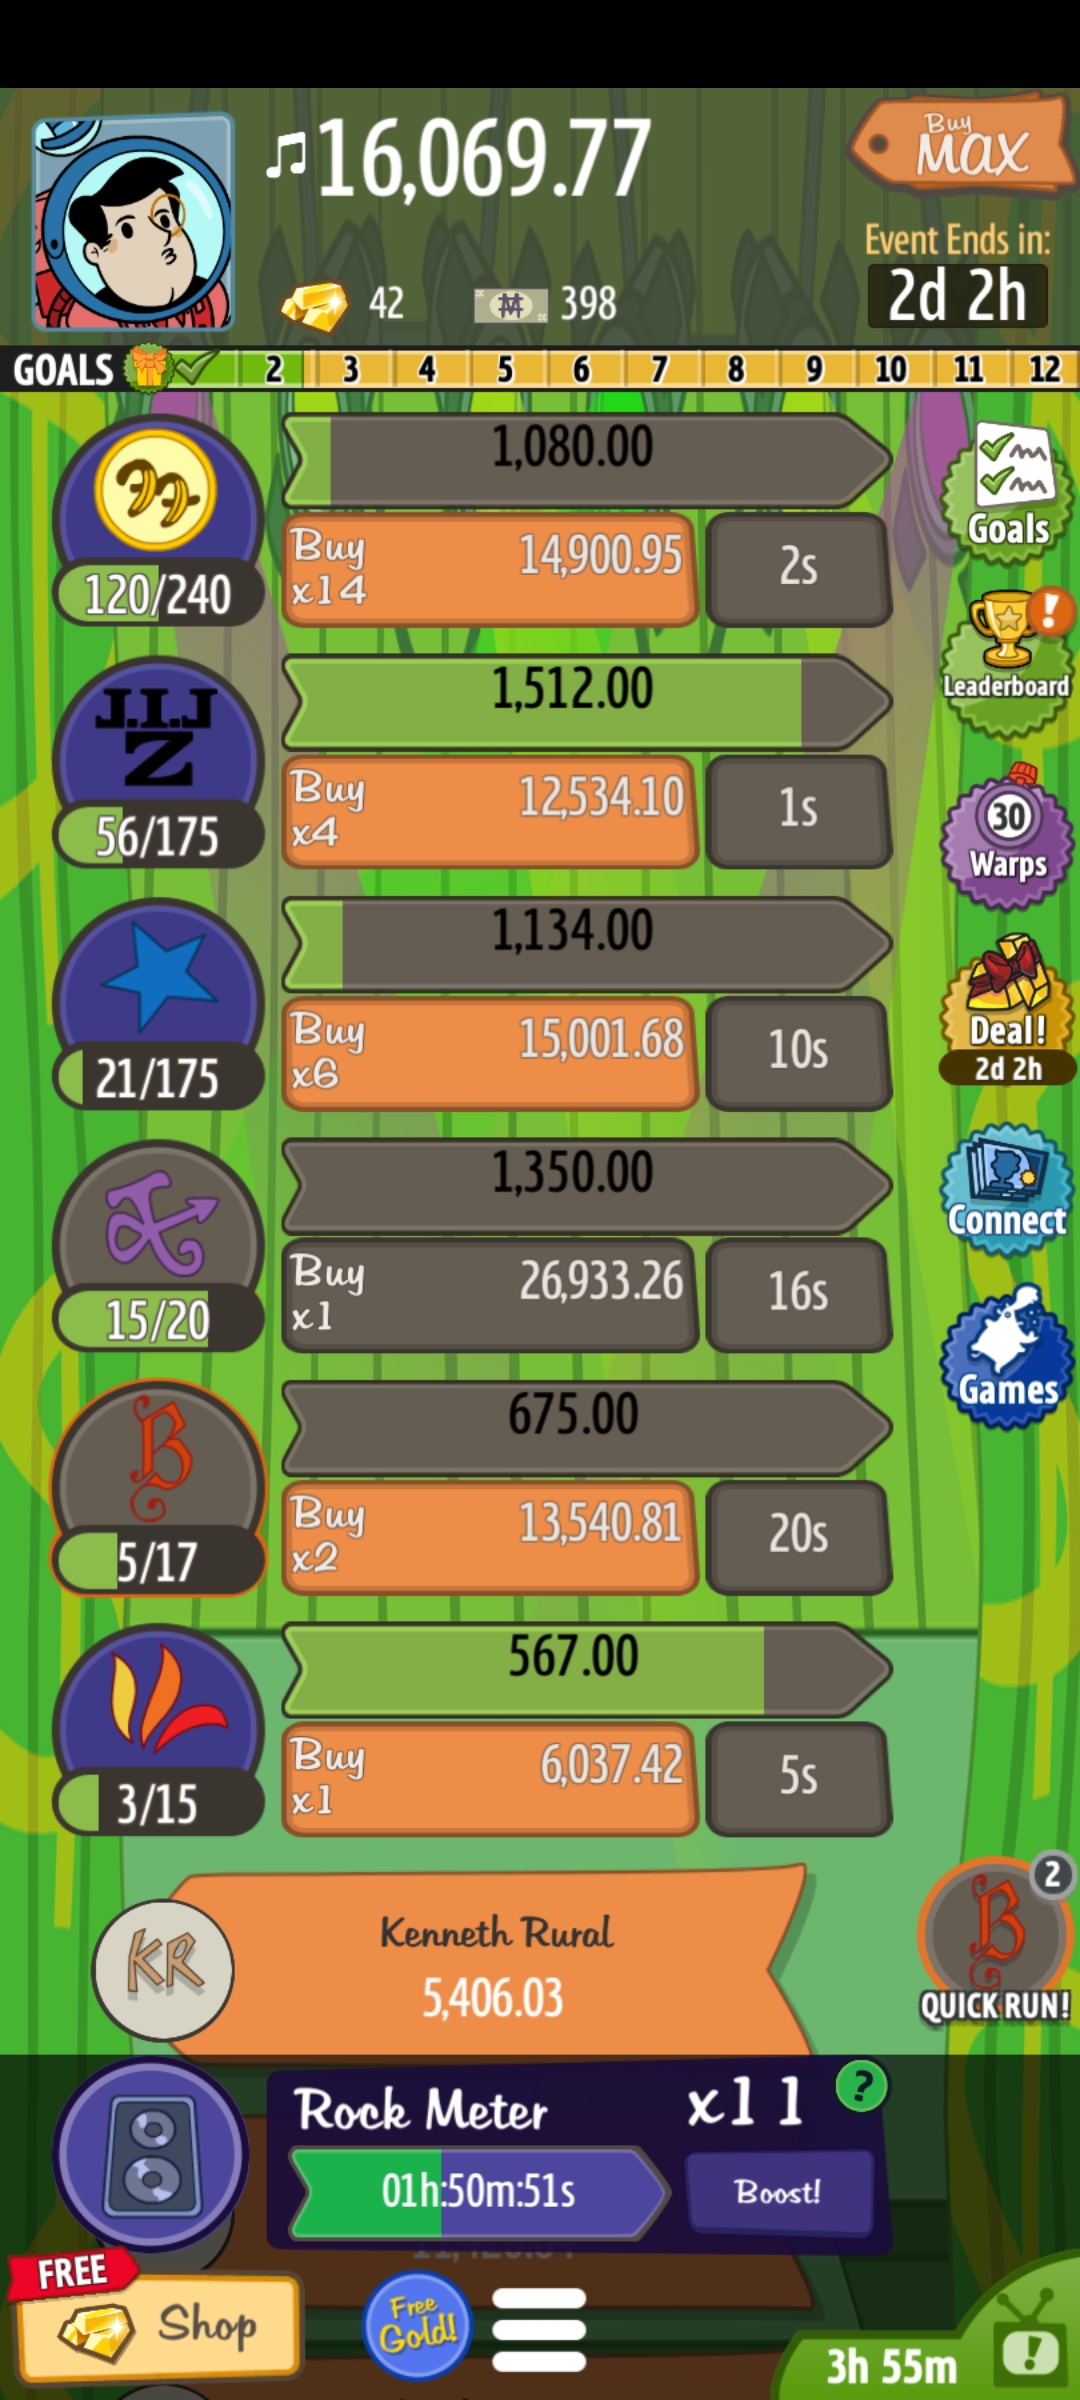 ♫16,069.77
Buy
MAX
Event Ends in:
2d 2h
42
398
GOALS 2 3 4 5 6 7 8 9 10 11 12
1,080.00
Buy
x14
14,900.95
2s
120/240
Goals
J.I.J
Z
1,512.00
Buy
x4
12,534.10
1s
56/175
Leaderboard
!
30
Warps
1,134.00
Buy
x6
15,001.68
10s
21/175
Deal!
2d 2h
1,350.00
Buy
x1
26,933.26
16s
15/20
Connect
B
675.00
Buy
x2
13,540.81
20s
5/17
Games
567.00
Buy
x1
6,037.42
5s
3/15
KR
Kenneth Rural
5,406.03
B
2
QUICK RUN!
Rock Meter
x11
?
01h:50m:51s
Boost!
FREE
Shop
Free
Gold!
3h 55m
!